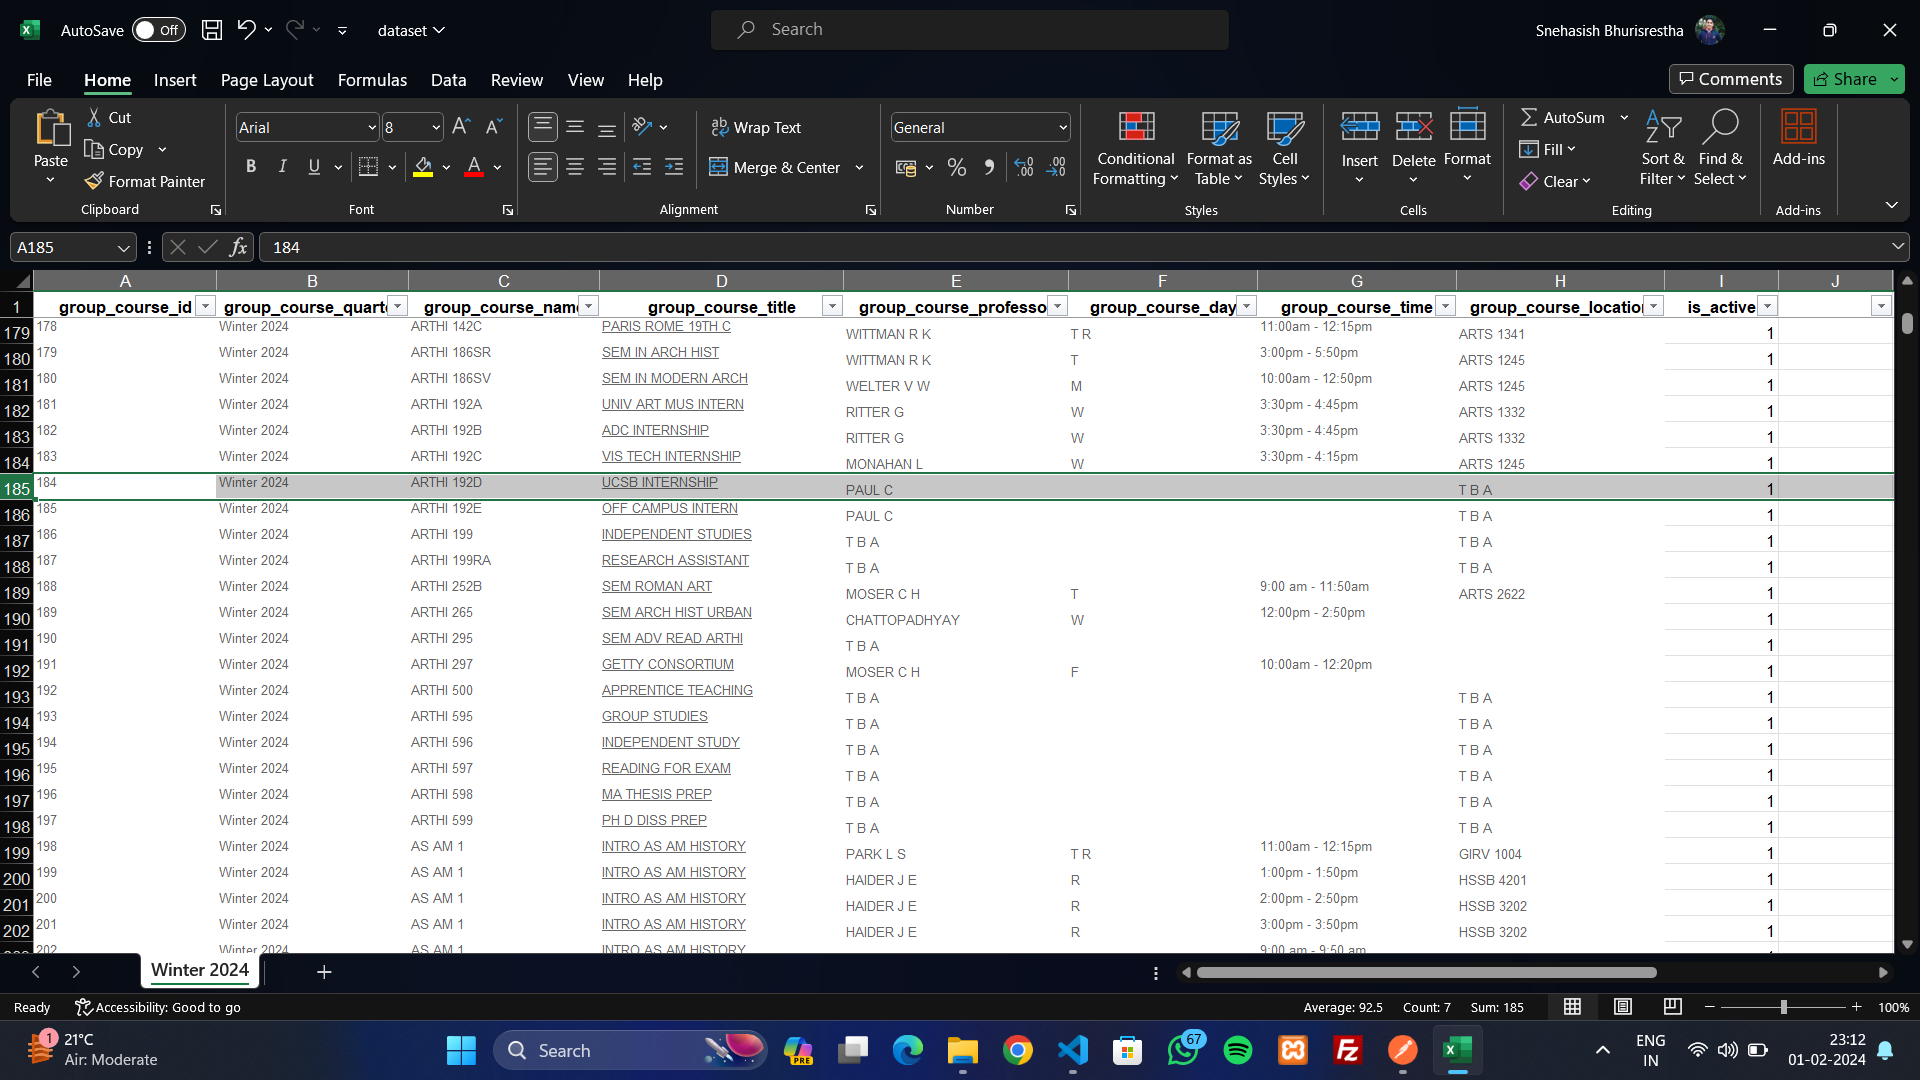 AutoSave Off dataset Search Snehasish Bhurisrestha
File Home Insert Page Layout Formulas Data Review View Help Comments Share
Paste Cut Copy Format Painter Clipboard
Arial 8 B I U A Font
Wrap Text Merge & Center Alignment
General % Number
Conditional Formatting Format as Table Cell Styles Styles
Insert Delete Format Cells
AutoSum Fill Clear Sort & Filter Find & Select Editing
Add-ins Add-ins
A185 fx 184
A B C D E F G H I J
1 group_course_id group_course_quart group_course_nam group_course_title group_course_professo group_course_day group_course_time group_course_locatio is_active
179 178 Winter 2024 ARTHI 142C PARIS ROME 19TH C WITTMAN R K T R 11:00am - 12:15pm ARTS 1341 1
180 179 Winter 2024 ARTHI 186SR SEM IN ARCH HIST WITTMAN R K T 3:00pm - 5:50pm ARTS 1245 1
181 180 Winter 2024 ARTHI 186SV SEM IN MODERN ARCH WELTER V W M 10:00am - 12:50pm ARTS 1245 1
182 181 Winter 2024 ARTHI 192A UNIV ART MUS INTERN RITTER G W 3:30pm - 4:45pm ARTS 1332 1
183 182 Winter 2024 ARTHI 192B ADC INTERNSHIP RITTER G W 3:30pm - 4:45pm ARTS 1332 1
184 183 Winter 2024 ARTHI 192C VIS TECH INTERNSHIP MONAHAN L W 3:30pm - 4:15pm ARTS 1245 1
185 184 Winter 2024 ARTHI 192D UCSB INTERNSHIP PAUL C T B A 1
186 185 Winter 2024 ARTHI 192E OFF CAMPUS INTERN PAUL C T B A 1
187 186 Winter 2024 ARTHI 199 INDEPENDENT STUDIES T B A T B A 1
188 187 Winter 2024 ARTHI 199RA RESEARCH ASSISTANT T B A T B A 1
189 188 Winter 2024 ARTHI 252B SEM ROMAN ART MOSER C H T 9:00 am - 11:50am ARTS 2622 1
190 189 Winter 2024 ARTHI 265 SEM ARCH HIST URBAN CHATTOPADHYAY W 12:00pm - 2:50pm 1
191 190 Winter 2024 ARTHI 295 SEM ADV READ ARTHI T B A 1
192 191 Winter 2024 ARTHI 297 GETTY CONSORTIUM MOSER C H F 10:00am - 12:20pm 1
193 192 Winter 2024 ARTHI 500 APPRENTICE TEACHING T B A T B A 1
194 193 Winter 2024 ARTHI 595 GROUP STUDIES T B A T B A 1
195 194 Winter 2024 ARTHI 596 INDEPENDENT STUDY T B A T B A 1
196 195 Winter 2024 ARTHI 597 READING FOR EXAM T B A T B A 1
197 196 Winter 2024 ARTHI 598 MA THESIS PREP T B A T B A 1
198 197 Winter 2024 ARTHI 599 PH D DISS PREP T B A T B A 1
199 198 Winter 2024 AS AM 1 INTRO AS AM HISTORY PARK L S T R 11:00am - 12:15pm GIRV 1004 1
200 199 Winter 2024 AS AM 1 INTRO AS AM HISTORY HAIDER J E R 1:00pm - 1:50pm HSSB 4201 1
201 200 Winter 2024 AS AM 1 INTRO AS AM HISTORY HAIDER J E R 2:00pm - 2:50pm HSSB 3202 1
202 201 Winter 2024 AS AM 1 INTRO AS AM HISTORY HAIDER J E R 3:00pm - 3:50pm HSSB 3202 1
202 Winter 2024 AS AM 1 INTRO AS AM HISTORY 9:00 am - 9:50 am
Winter 2024
Ready Accessibility: Good to go Average: 92.5 Count: 7 Sum: 185 100%
1 21°C Search PRE 67 ENG 23:12
Air: Moderate IN 01-02-2024